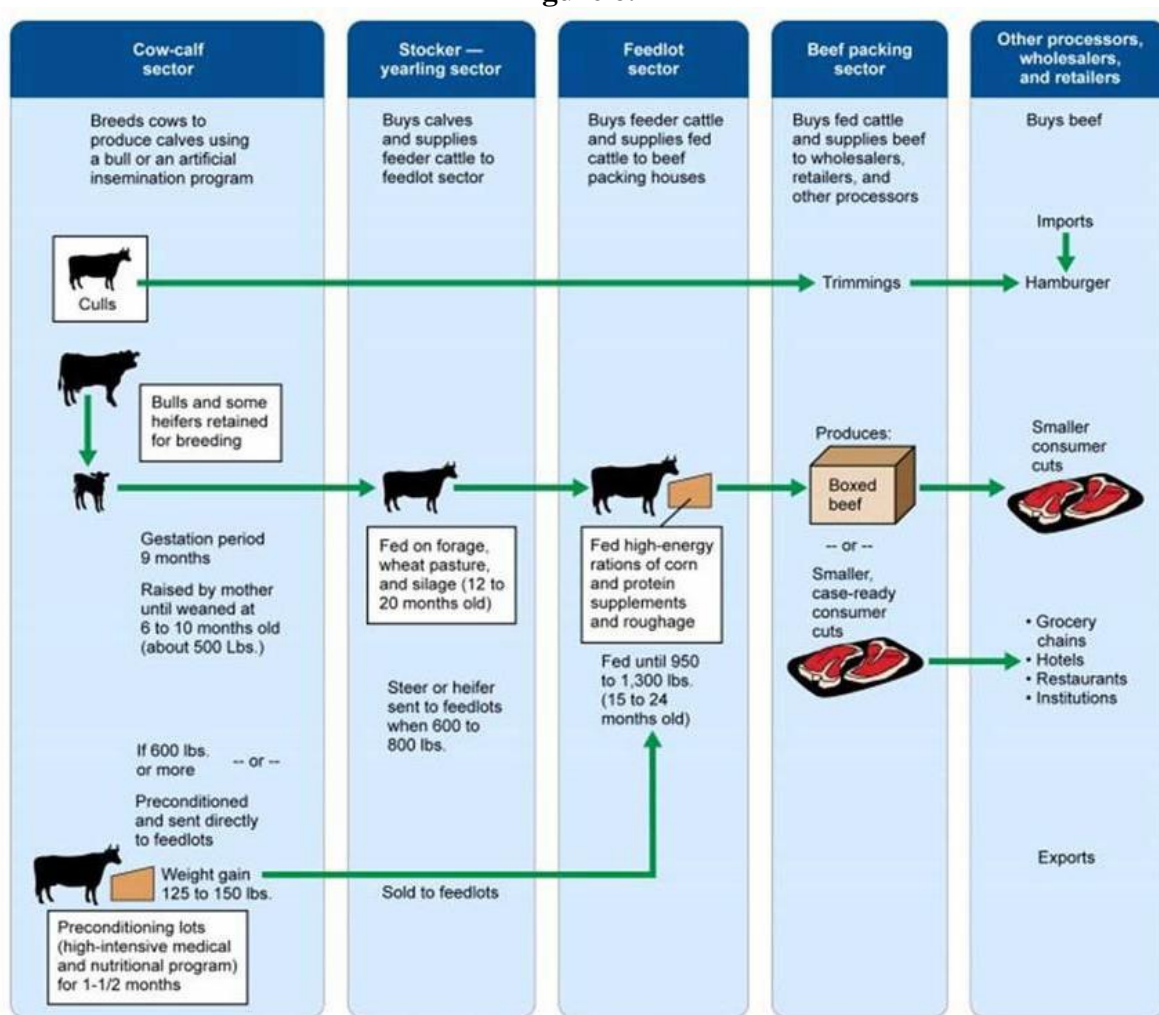 Cow-calf
sector
Breeds cows to
produce calves using
a bull or an artificial
insemination program
Culls
Bulls and some
heifers retained
for breeding
Gestation period
9 months
Raised by mother
until weaned at
6 to 10 months old
(about 500 Lbs.)
If 600 lbs.
or more
-- or --
Preconditioned
and sent directly
to feedlots
Weight gain
125 to 150 lbs.
Preconditioning lots
(high-intensive medical
and nutritional program)
for 1-1/2 months
Stocker —
yearling sector
Buys calves
and supplies
feeder cattle to
feedlot sector
Fed on forage,
wheat pasture,
and silage (12 to
20 months old)
Steer or heifer
sent to feedlots
when 600 to
800 lbs.
Sold to feedlots
Feedlot
sector
Buys feeder cattle
and supplies fed
cattle to beef
packing houses
Fed high-energy
rations of corn
and protein
supplements
and roughage
Fed until 950
to 1,300 lbs.
(15 to 24
months old)
Beef packing
sector
Buys fed cattle
and supplies beef
to wholesalers,
retailers, and
other processors
Trimmings
Produces:
Boxed
beef
-- or --
Smaller,
case-ready
consumer
cuts
Other processors,
wholesalers,
and retailers
Buys beef
Imports
Hamburger
Smaller
consumer
cuts
• Grocery
chains
• Hotels
• Restaurants
• Institutions
Exports